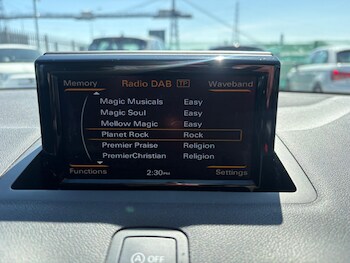 Memory Radio DAB TP Waveband
Magic Musicals Easy
Magic Soul Easy
Mellow Magic Easy
Planet Rock Rock
Premier Praise Religion
PremierChristian Religion
Functions 2:30PM Settings
OFF